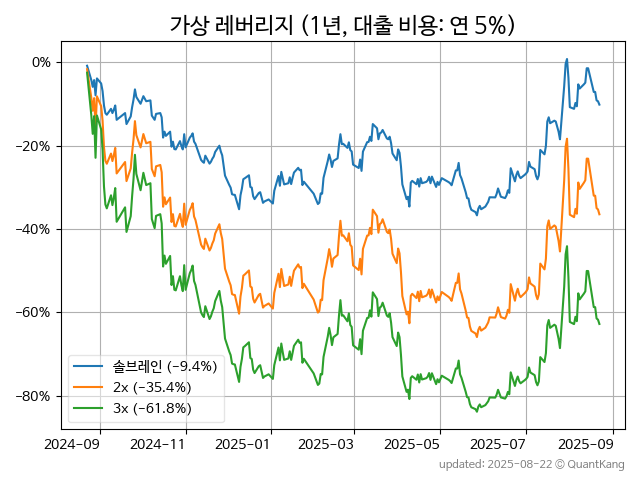 가상 레버리지 (1년, 대출 비용: 연 5%)
0%
−20%
−40%
−60%
−80%
솔브레인 (−9.4%)
2x (−35.4%)
3x (−61.8%)
2024-09 2024-11 2025-01 2025-03 2025-05 2025-07 2025-09
updated: 2025-08-22 © QuantKang